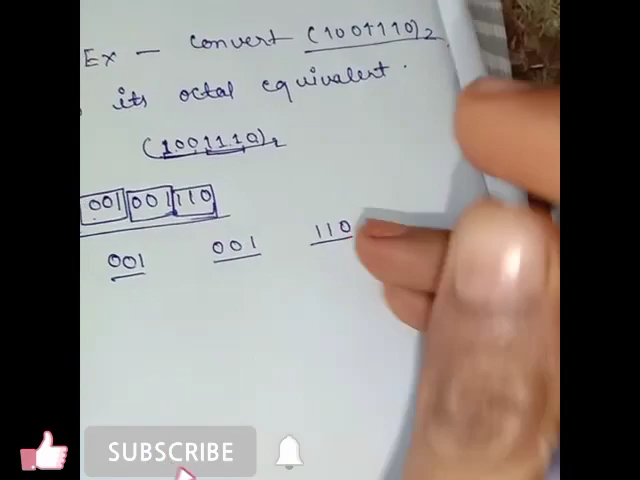 Ex - Convert (1001110)2
its octal equivalent.
(1001110)2
001 001 110
001 001 110
SUBSCRIBE